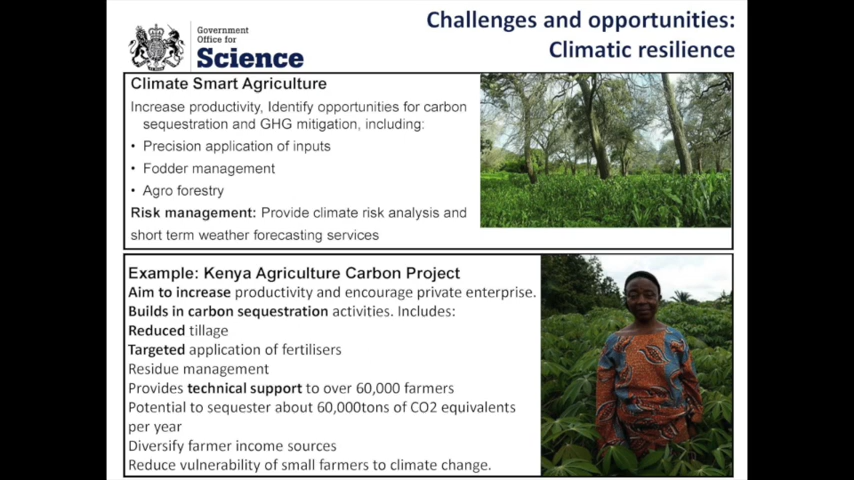 Government
Office for
Science
Challenges and opportunities:
Climatic resilience
Climate Smart Agriculture
Increase productivity, Identify opportunities for carbon
sequestration and GHG mitigation, including:
• Precision application of inputs
• Fodder management
• Agro forestry
Risk management: Provide climate risk analysis and
short term weather forecasting services
Example: Kenya Agriculture Carbon Project
Aim to increase productivity and encourage private enterprise.
Builds in carbon sequestration activities. Includes:
Reduced tillage
Targeted application of fertilisers
Residue management
Provides technical support to over 60,000 farmers
Potential to sequester about 60,000tons of CO2 equivalents
per year
Diversify farmer income sources
Reduce vulnerability of small farmers to climate change.